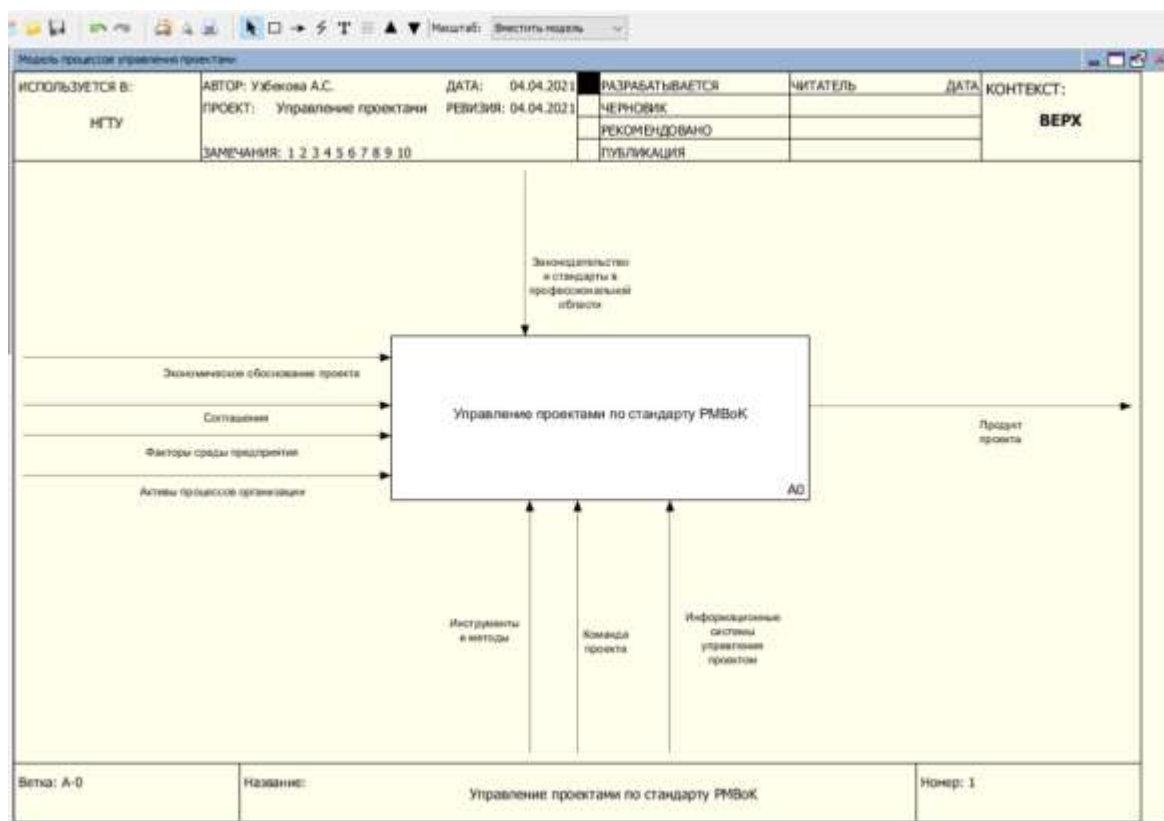 Масштаб: Вместить модель
Модель процессов управления проектами
ИСПОЛЬЗУЕТСЯ В:
НГТУ
АВТОР: Узбекова А.С.
ДАТА: 04.04.2021
ПРОЕКТ: Управление проектами
РЕВИЗИЯ: 04.04.2021
ЗАМЕЧАНИЯ: 1 2 3 4 5 6 7 8 9 10
РАЗРАБАТЫВАЕТСЯ
ЧЕРНОВИК
РЕКОМЕНДОВАНО
ПУБЛИКАЦИЯ
ЧИТАТЕЛЬ
ДАТА
КОНТЕКСТ:
ВЕРХ
Законодательство
и стандарты в
профессиональной
области
Экономическое обоснование проекта
Соглашения
Факторы среды предприятия
Активы процессов организации
Управление проектами по стандарту PMBoK
A0
Продукт
проекта
Инструменты
и методы
Команда
проекта
Информационные
системы
управления
проектом
Ветка: A-0
Название:
Управление проектами по стандарту PMBoK
Номер: 1